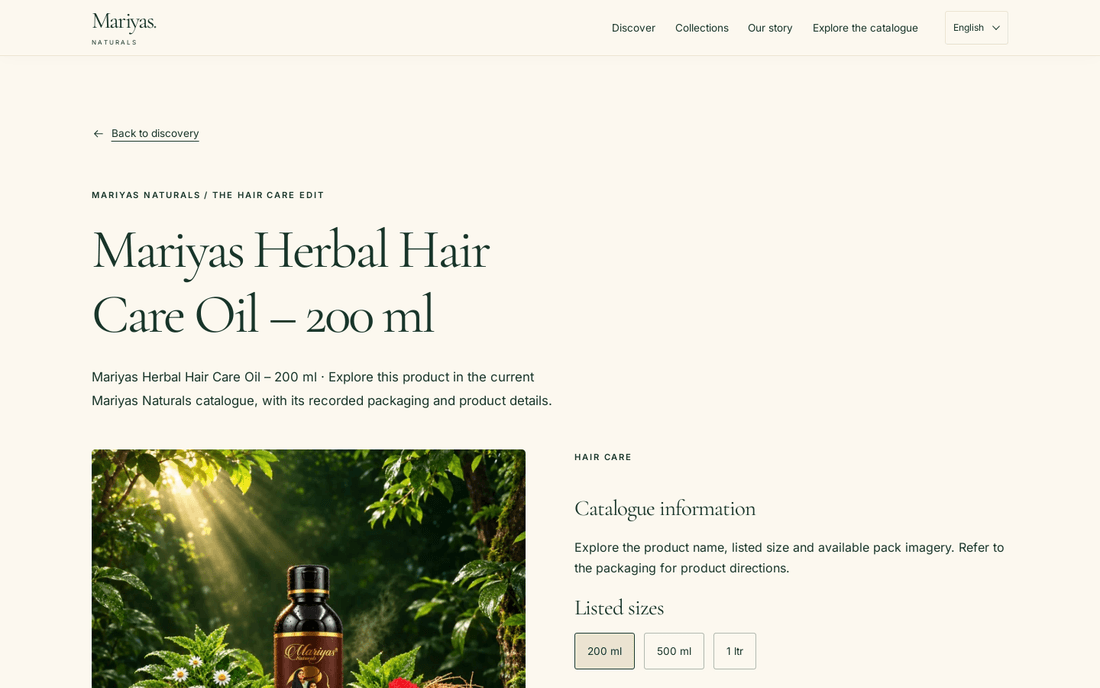 Mariyas.
NATURALS
Discover
Collections
Our story
Explore the catalogue
English
Back to discovery
MARIYAS NATURALS / THE HAIR CARE EDIT
Mariyas Herbal Hair
Care Oil – 200 ml
Mariyas Herbal Hair Care Oil – 200 ml · Explore this product in the current
Mariyas Naturals catalogue, with its recorded packaging and product details.
Mariyas
Naturals
HAIR CARE
Catalogue information
Explore the product name, listed size and available pack imagery. Refer to
the packaging for product directions.
Listed sizes
200 ml
500 ml
1 ltr